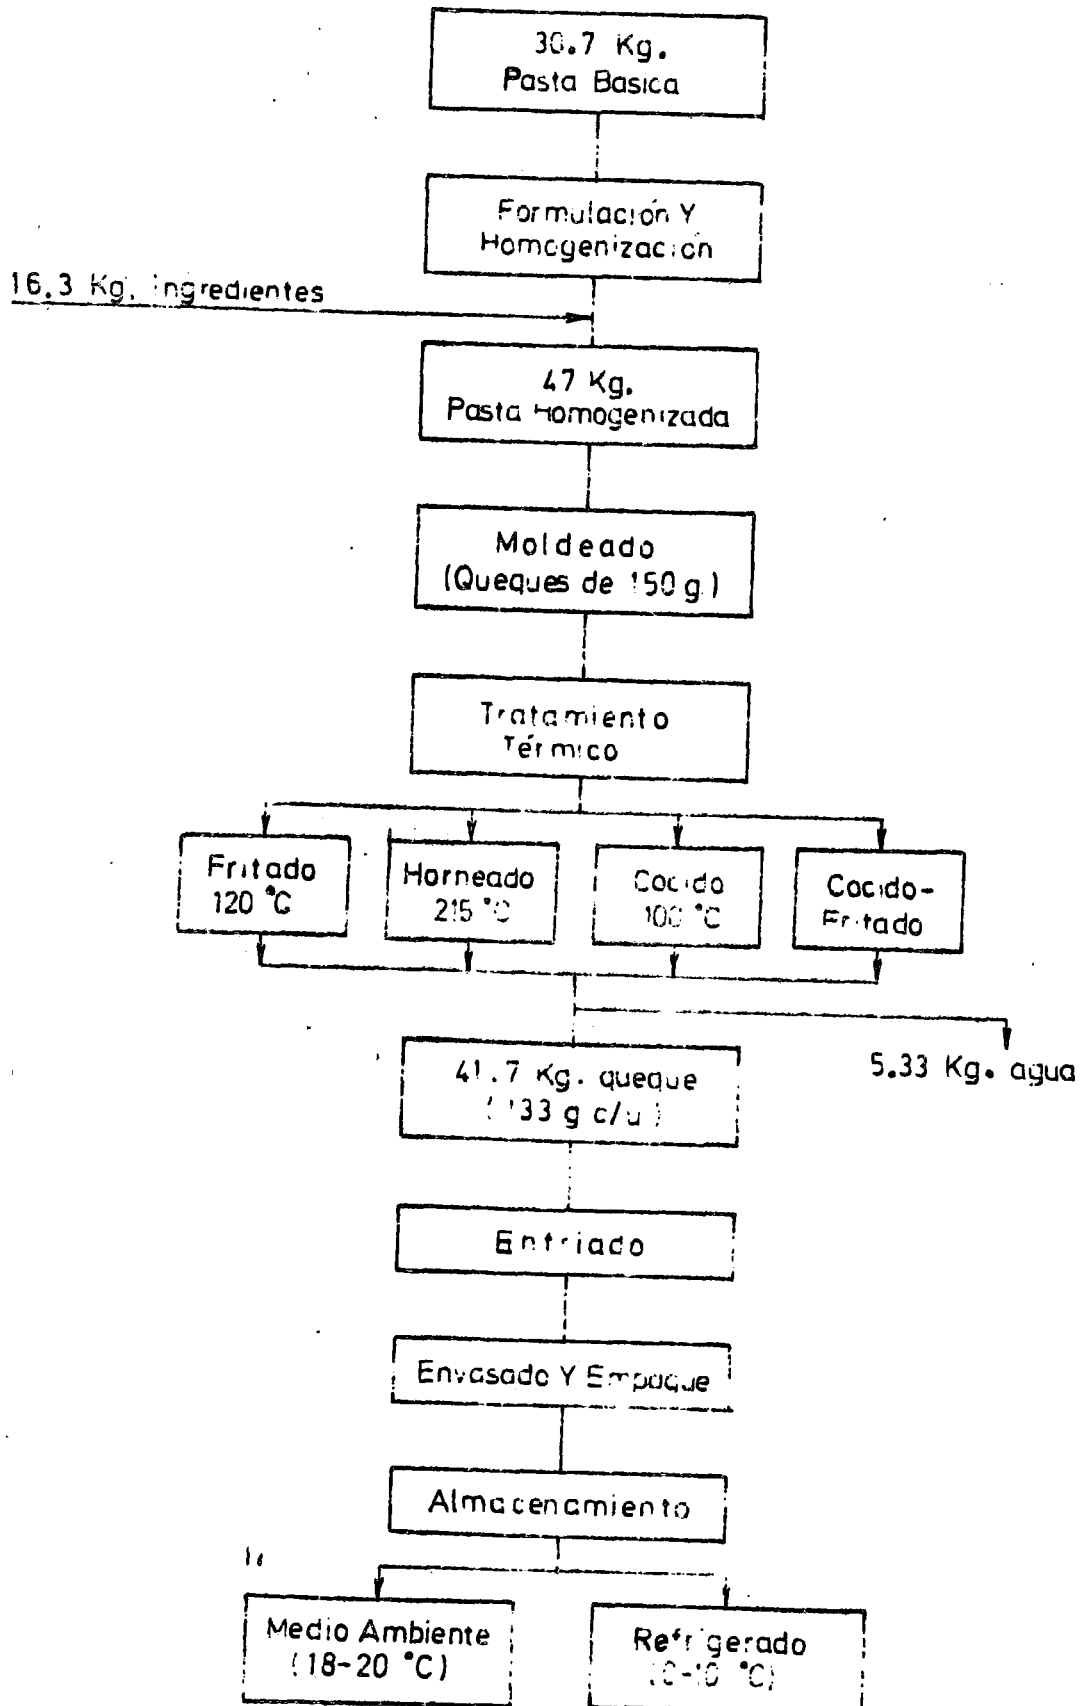 30.7 Kg.
Pasta Basica
Formulación Y
Homogenización
16.3 Kg. ingredientes
47 Kg.
Pasta Homogenizada
Moldeado
(Queques de 150 g.)
Tratamiento
Térmico
Fritado
120 °C
Horneado
215 °C
Cocido
100 °C
Cocido-
Fritado
5.33 Kg. agua
41.7 Kg. queque
(133 g c/u)
Enfriado
Envasado Y Empaque
Almacenamiento
Medio Ambiente
(18-20 °C)
Refrigerado
°C)